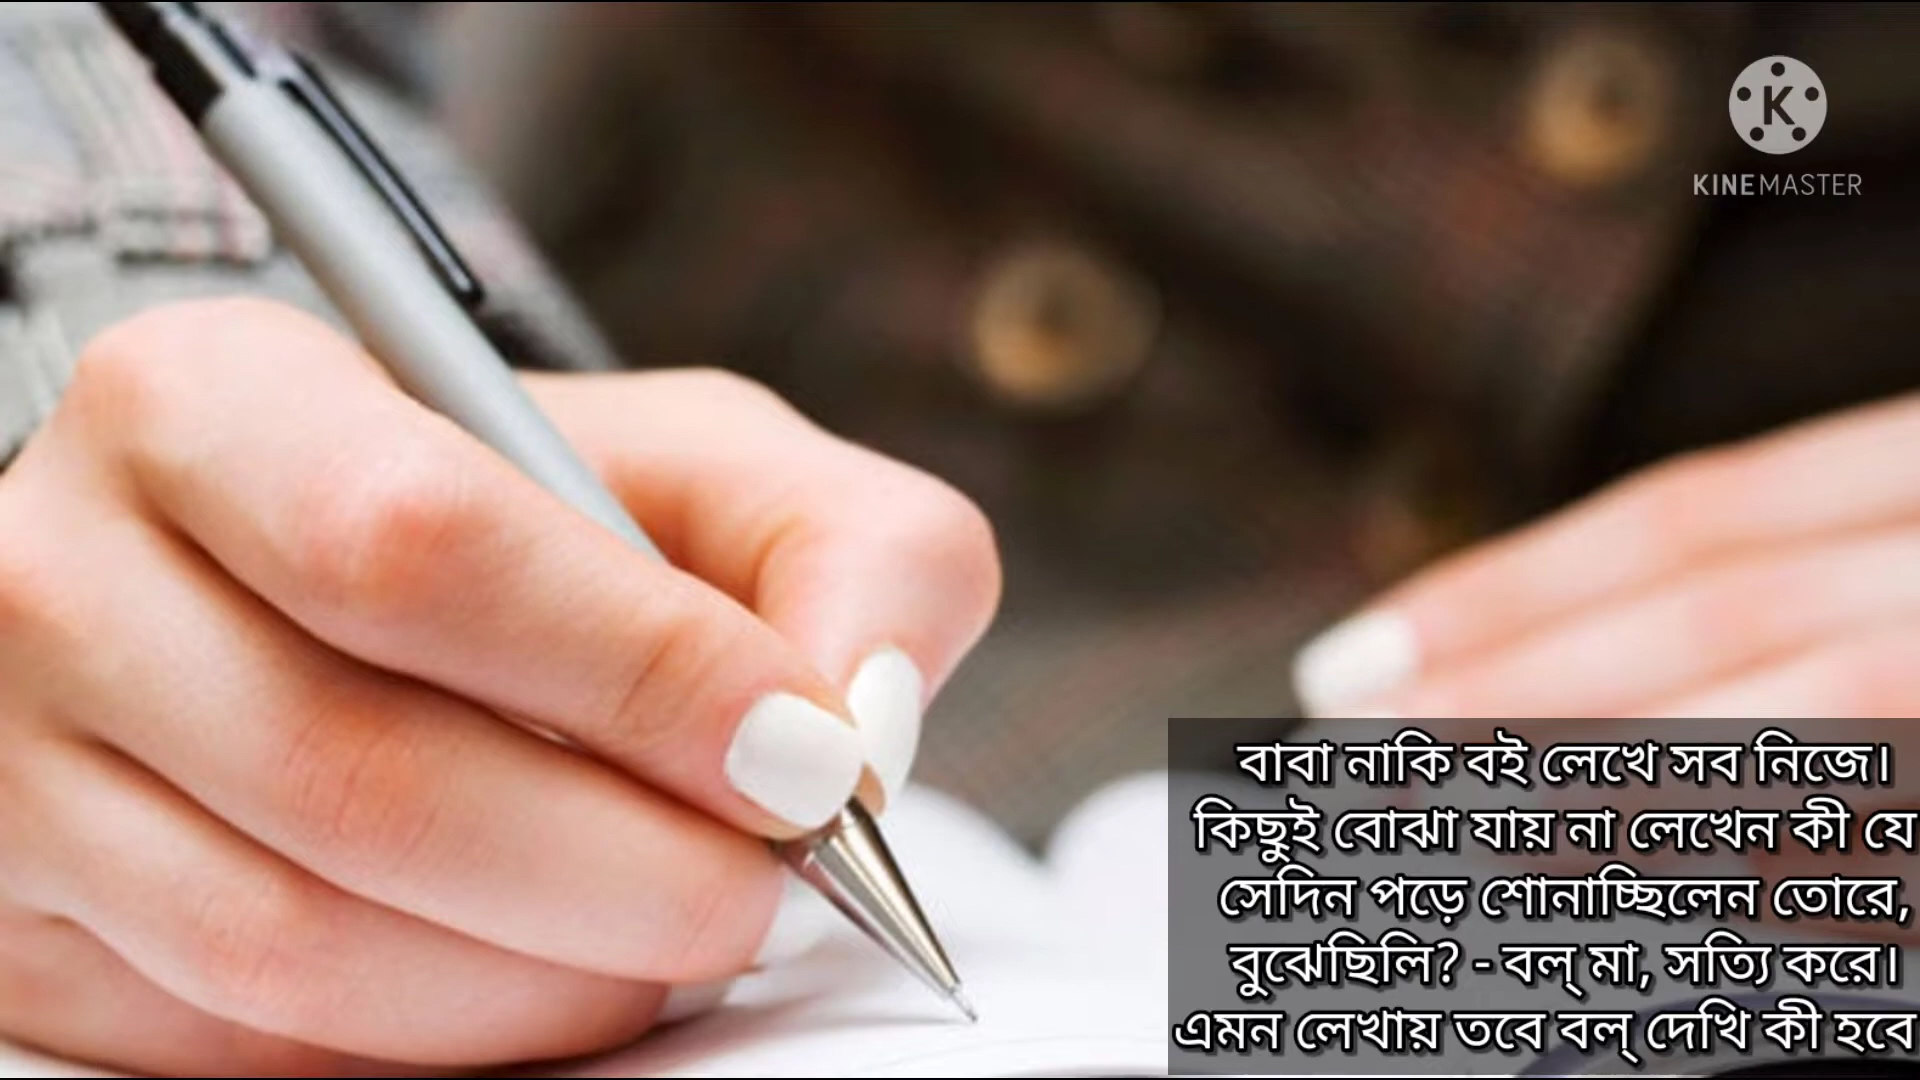 KINEMASTER
বাবা নাকি বই লেখে সব নিজে।
কিছুই বোঝা যায় না লেখেন কী যে
সেদিন পড়ে শোনাচ্ছিলেন তোরে,
বুঝেছিলি? - বল্ মা, সত্যি করে।
এমন লেখায় তবে বল্ দেখি কী হবে